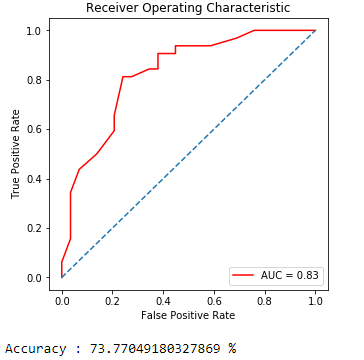 Receiver Operating Characteristic
1.0
0.8
0.6
0.4
0.2
0.0
True Positive Rate
AUC = 0.83
0.0 0.2 0.4 0.6 0.8 1.0
False Positive Rate
Accuracy : 73.77049180327869 %